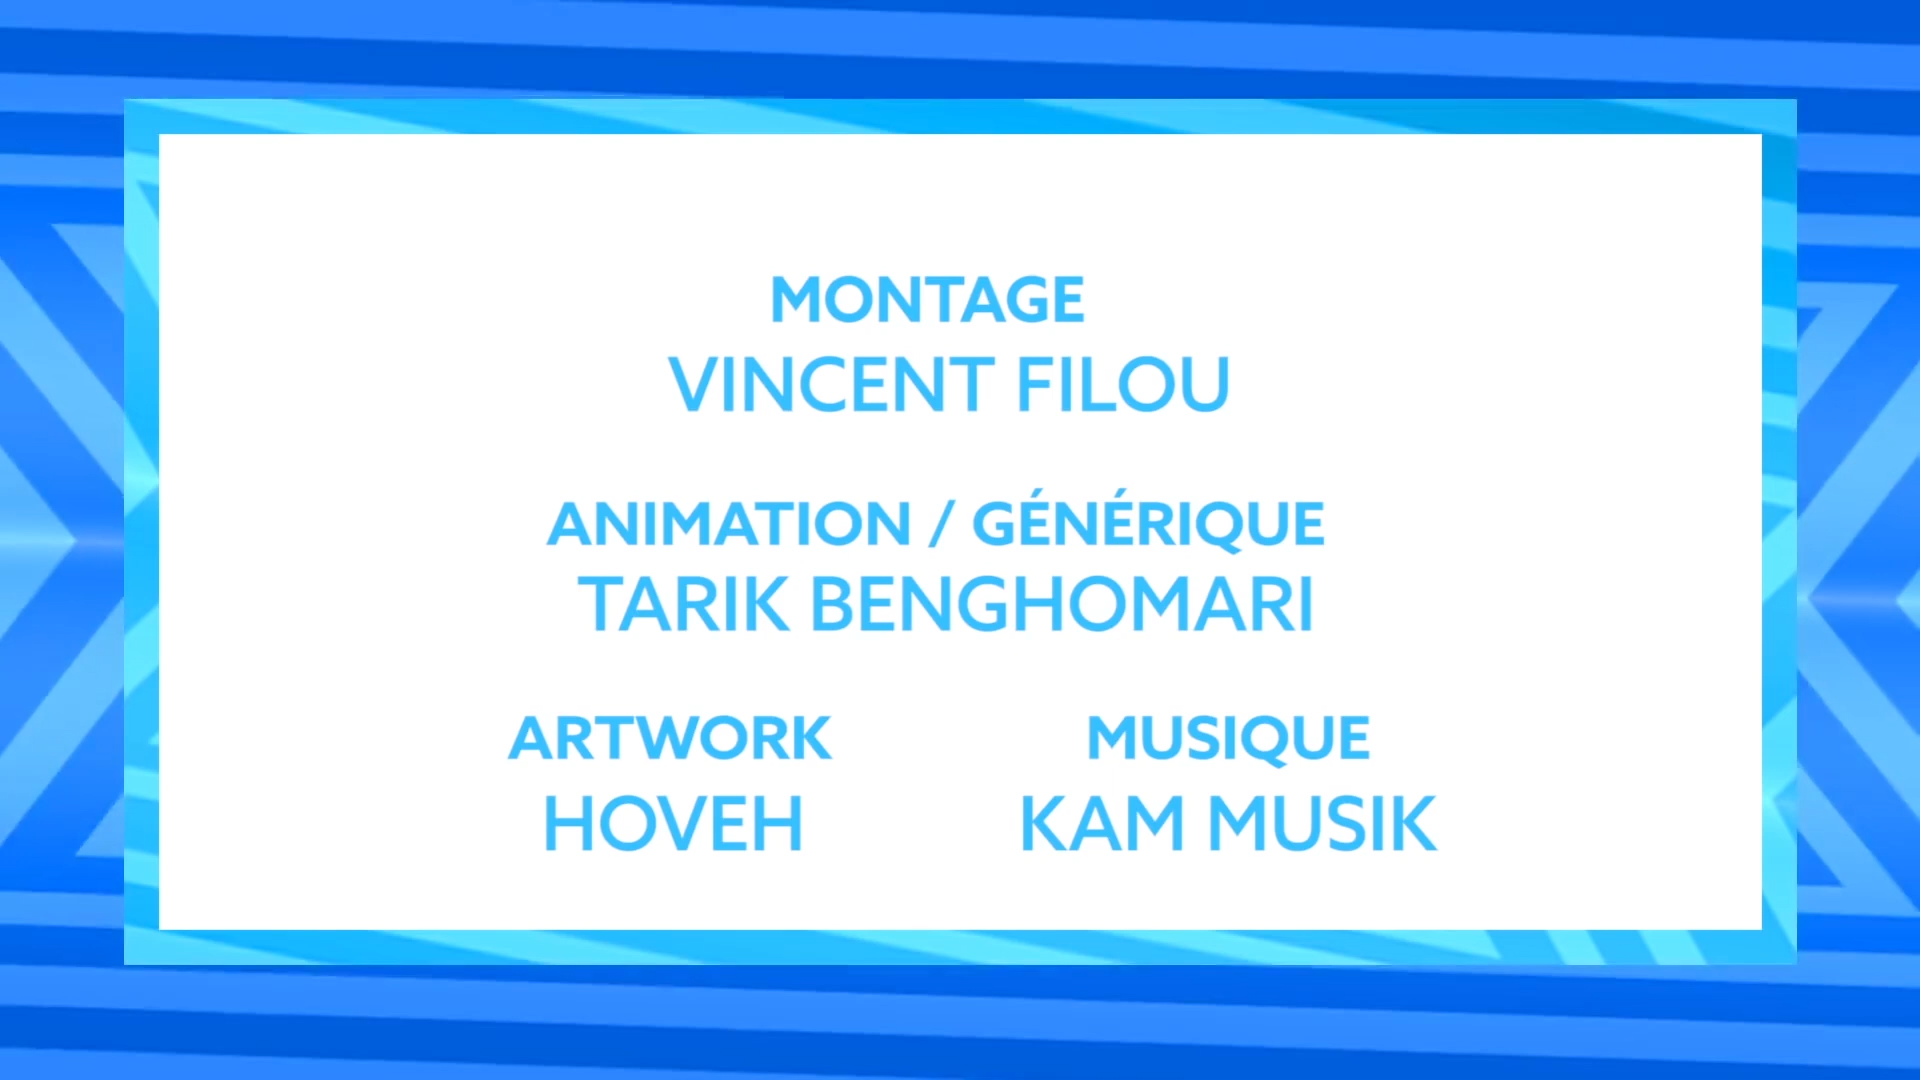 MONTAGE
VINCENT FILOU
ANIMATION / GÉNÉRIQUE
TARIK BENGHOMARI
ARTWORK
HOVEH
MUSIQUE
KAM MUSIK